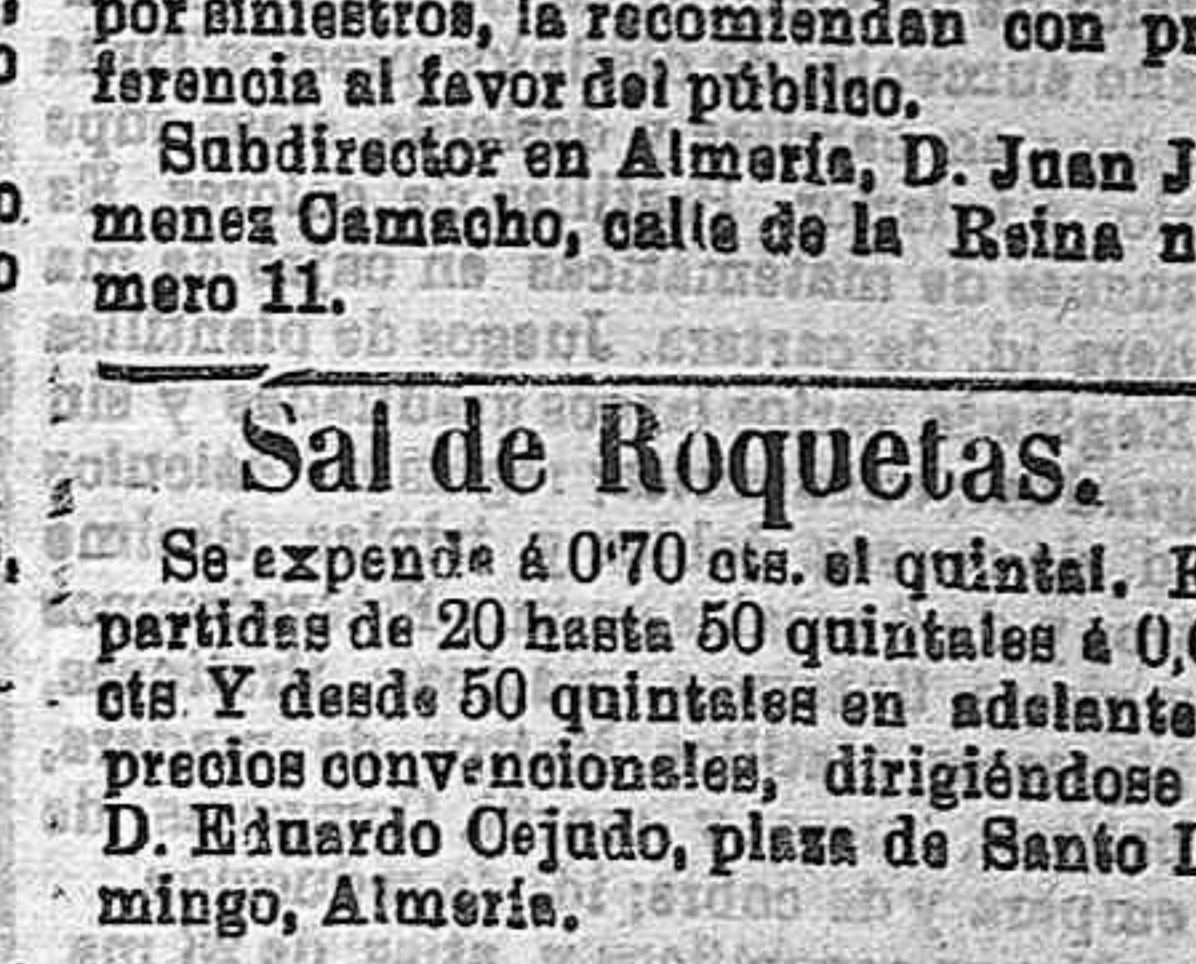 por siniestros, la recomiendan con pr
ferencia al favor del público.
Subdirector en Almería, D. Juan J
menez Camacho, calle de la Reina n
mero 11.
Sal de Roquetas.
Se expende á 0'70 cts. el quintal. E
partidas de 20 hasta 50 quintales á 0,6
cts Y desde 50 quintales en adelante
precios convencionales, dirigiéndose
D. Eduardo Cejudo, plaza de Santo D
mingo, Almería.